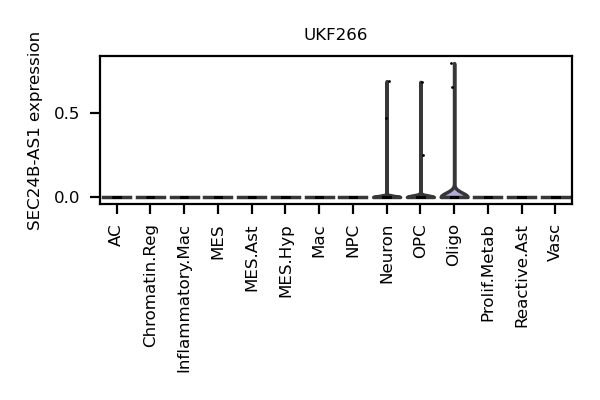 UKF266
SEC24B-AS1 expression
0.5
0.0
AC
Chromatin.Reg
Inflammatory.Mac
MES
MES.Ast
MES.Hyp
Mac
NPC
Neuron
OPC
Oligo
Prolif.Metab
Reactive.Ast
Vasc